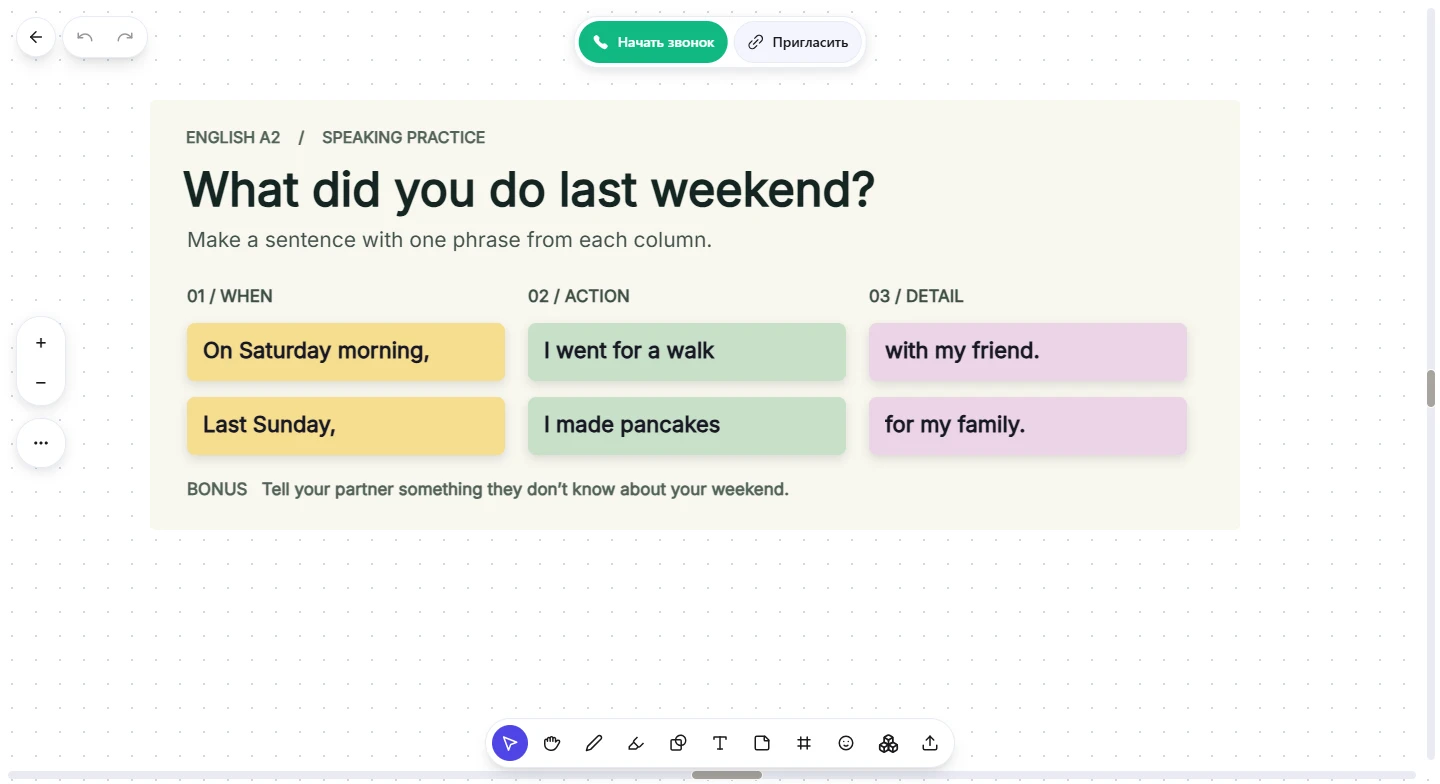 Начать звонок
Пригласить
ENGLISH A2 / SPEAKING PRACTICE
What did you do last weekend?
Make a sentence with one phrase from each column.
01 / WHEN
02 / ACTION
03 / DETAIL
On Saturday morning,
I went for a walk
with my friend.
Last Sunday,
I made pancakes
for my family.
BONUS Tell your partner something they don’t know about your weekend.